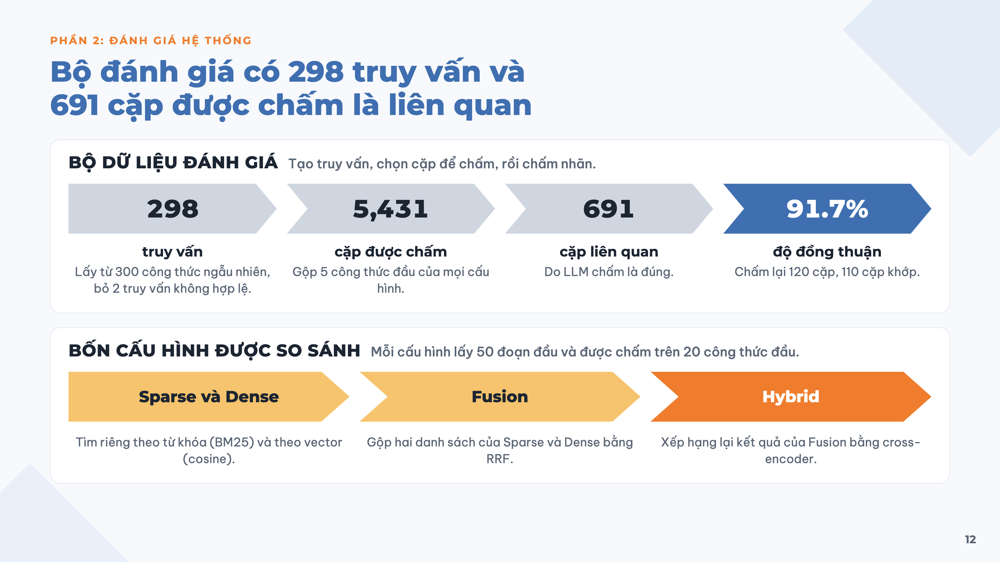 PHẦN 2: ĐÁNH GIÁ HỆ THỐNG
Bộ đánh giá có 298 truy vấn và
691 cặp được chấm là liên quan
BỘ DỮ LIỆU ĐÁNH GIÁ Tạo truy vấn, chọn cặp để chấm, rồi chấm nhãn.
298
5,431
691
91.7%
truy vấn
Lấy từ 300 công thức ngẫu nhiên,
bỏ 2 truy vấn không hợp lệ.
cặp được chấm
Gộp 5 công thức đầu của mọi cấu
hình.
cặp liên quan
Do LLM chấm là đúng.
độ đồng thuận
Chấm lại 120 cặp, 110 cặp khớp.
BỐN CẤU HÌNH ĐƯỢC SO SÁNH Mỗi cấu hình lấy 50 đoạn đầu và được chấm trên 20 công thức đầu.
Sparse và Dense
Fusion
Hybrid
Tìm riêng theo từ khóa (BM25) và theo vector
(cosine).
Gộp hai danh sách của Sparse và Dense bằng
RRF.
Xếp hạng lại kết quả của Fusion bằng cross-
encoder.
12